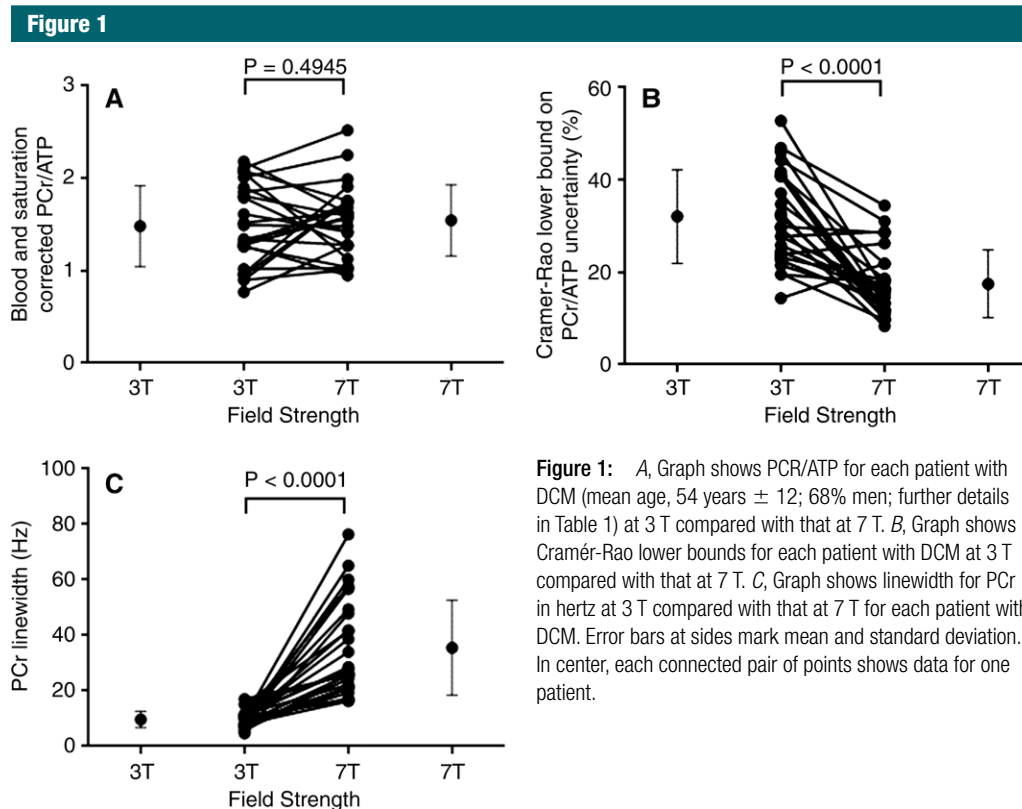 Figure 1
A
P = 0.4945
Blood and saturation
corrected PCr/ATP
3
2
1
0
3T
3T
7T
7T
Field Strength
B
P < 0.0001
Cramer-Rao lower bound on
PCr/ATP uncertainty (%)
60
40
20
0
3T
3T
7T
7T
Field Strength
C
P < 0.0001
PCr linewidth (Hz)
100
80
60
40
20
0
3T
3T
7T
7T
Field Strength
Figure 1: A, Graph shows PCR/ATP for each patient with
DCM (mean age, 54 years ± 12; 68% men; further details
in Table 1) at 3 T compared with that at 7 T. B, Graph shows
Cramér-Rao lower bounds for each patient with DCM at 3 T
compared with that at 7 T. C, Graph shows linewidth for PCr
in hertz at 3 T compared with that at 7 T for each patient with
DCM. Error bars at sides mark mean and standard deviation.
In center, each connected pair of points shows data for one
patient.